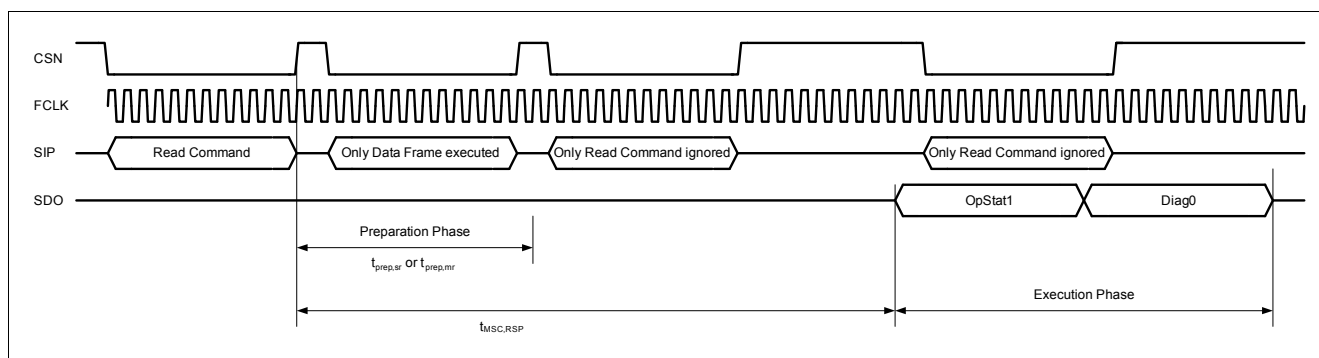 CSN
FCLK
SIP
Read Command
Only Data Frame executed
Only Read Command ignored
Only Read Command ignored
SDO
OpStat1
Diag0
Preparation Phase
tprep,sr or tprep,mr
Execution Phase
tMSC,RSP